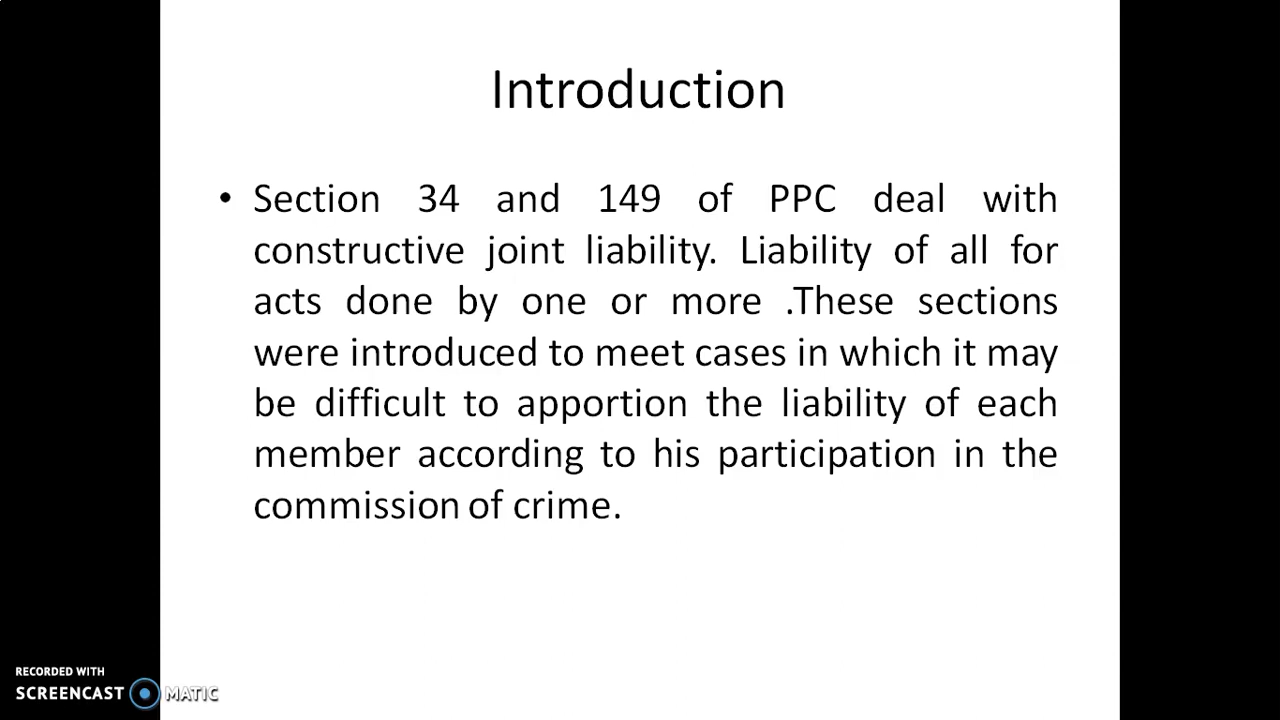 Introduction
• Section 34 and 149 of PPC deal with
constructive joint liability. Liability of all for
acts done by one or more .These sections
were introduced to meet cases in which it may
be difficult to apportion the liability of each
member according to his participation in the
commission of crime.
RECORDED WITH
SCREENCAST MATIC